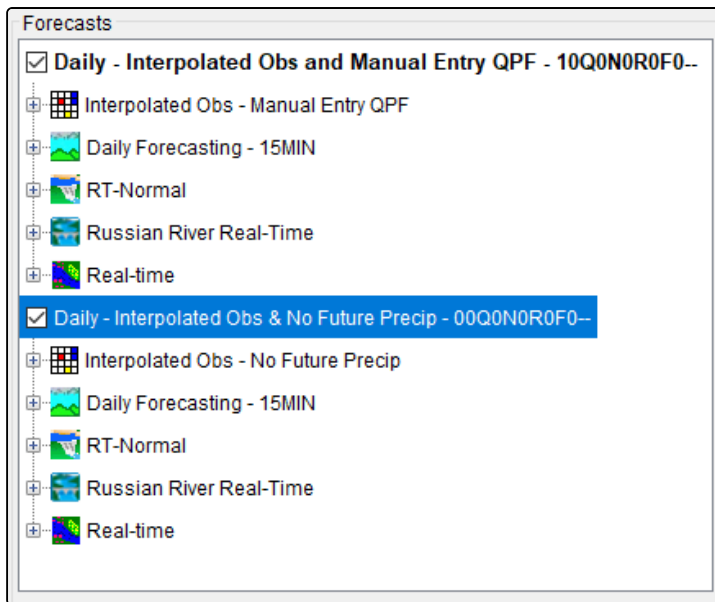 Forecasts
Daily - Interpolated Obs and Manual Entry QPF - 10Q0N0R0F0--
Interpolated Obs - Manual Entry QPF
Daily Forecasting - 15MIN
RT-Normal
Russian River Real-Time
Real-time
Daily - Interpolated Obs & No Future Precip - 00Q0N0R0F0--
Interpolated Obs - No Future Precip
Daily Forecasting - 15MIN
RT-Normal
Russian River Real-Time
Real-time